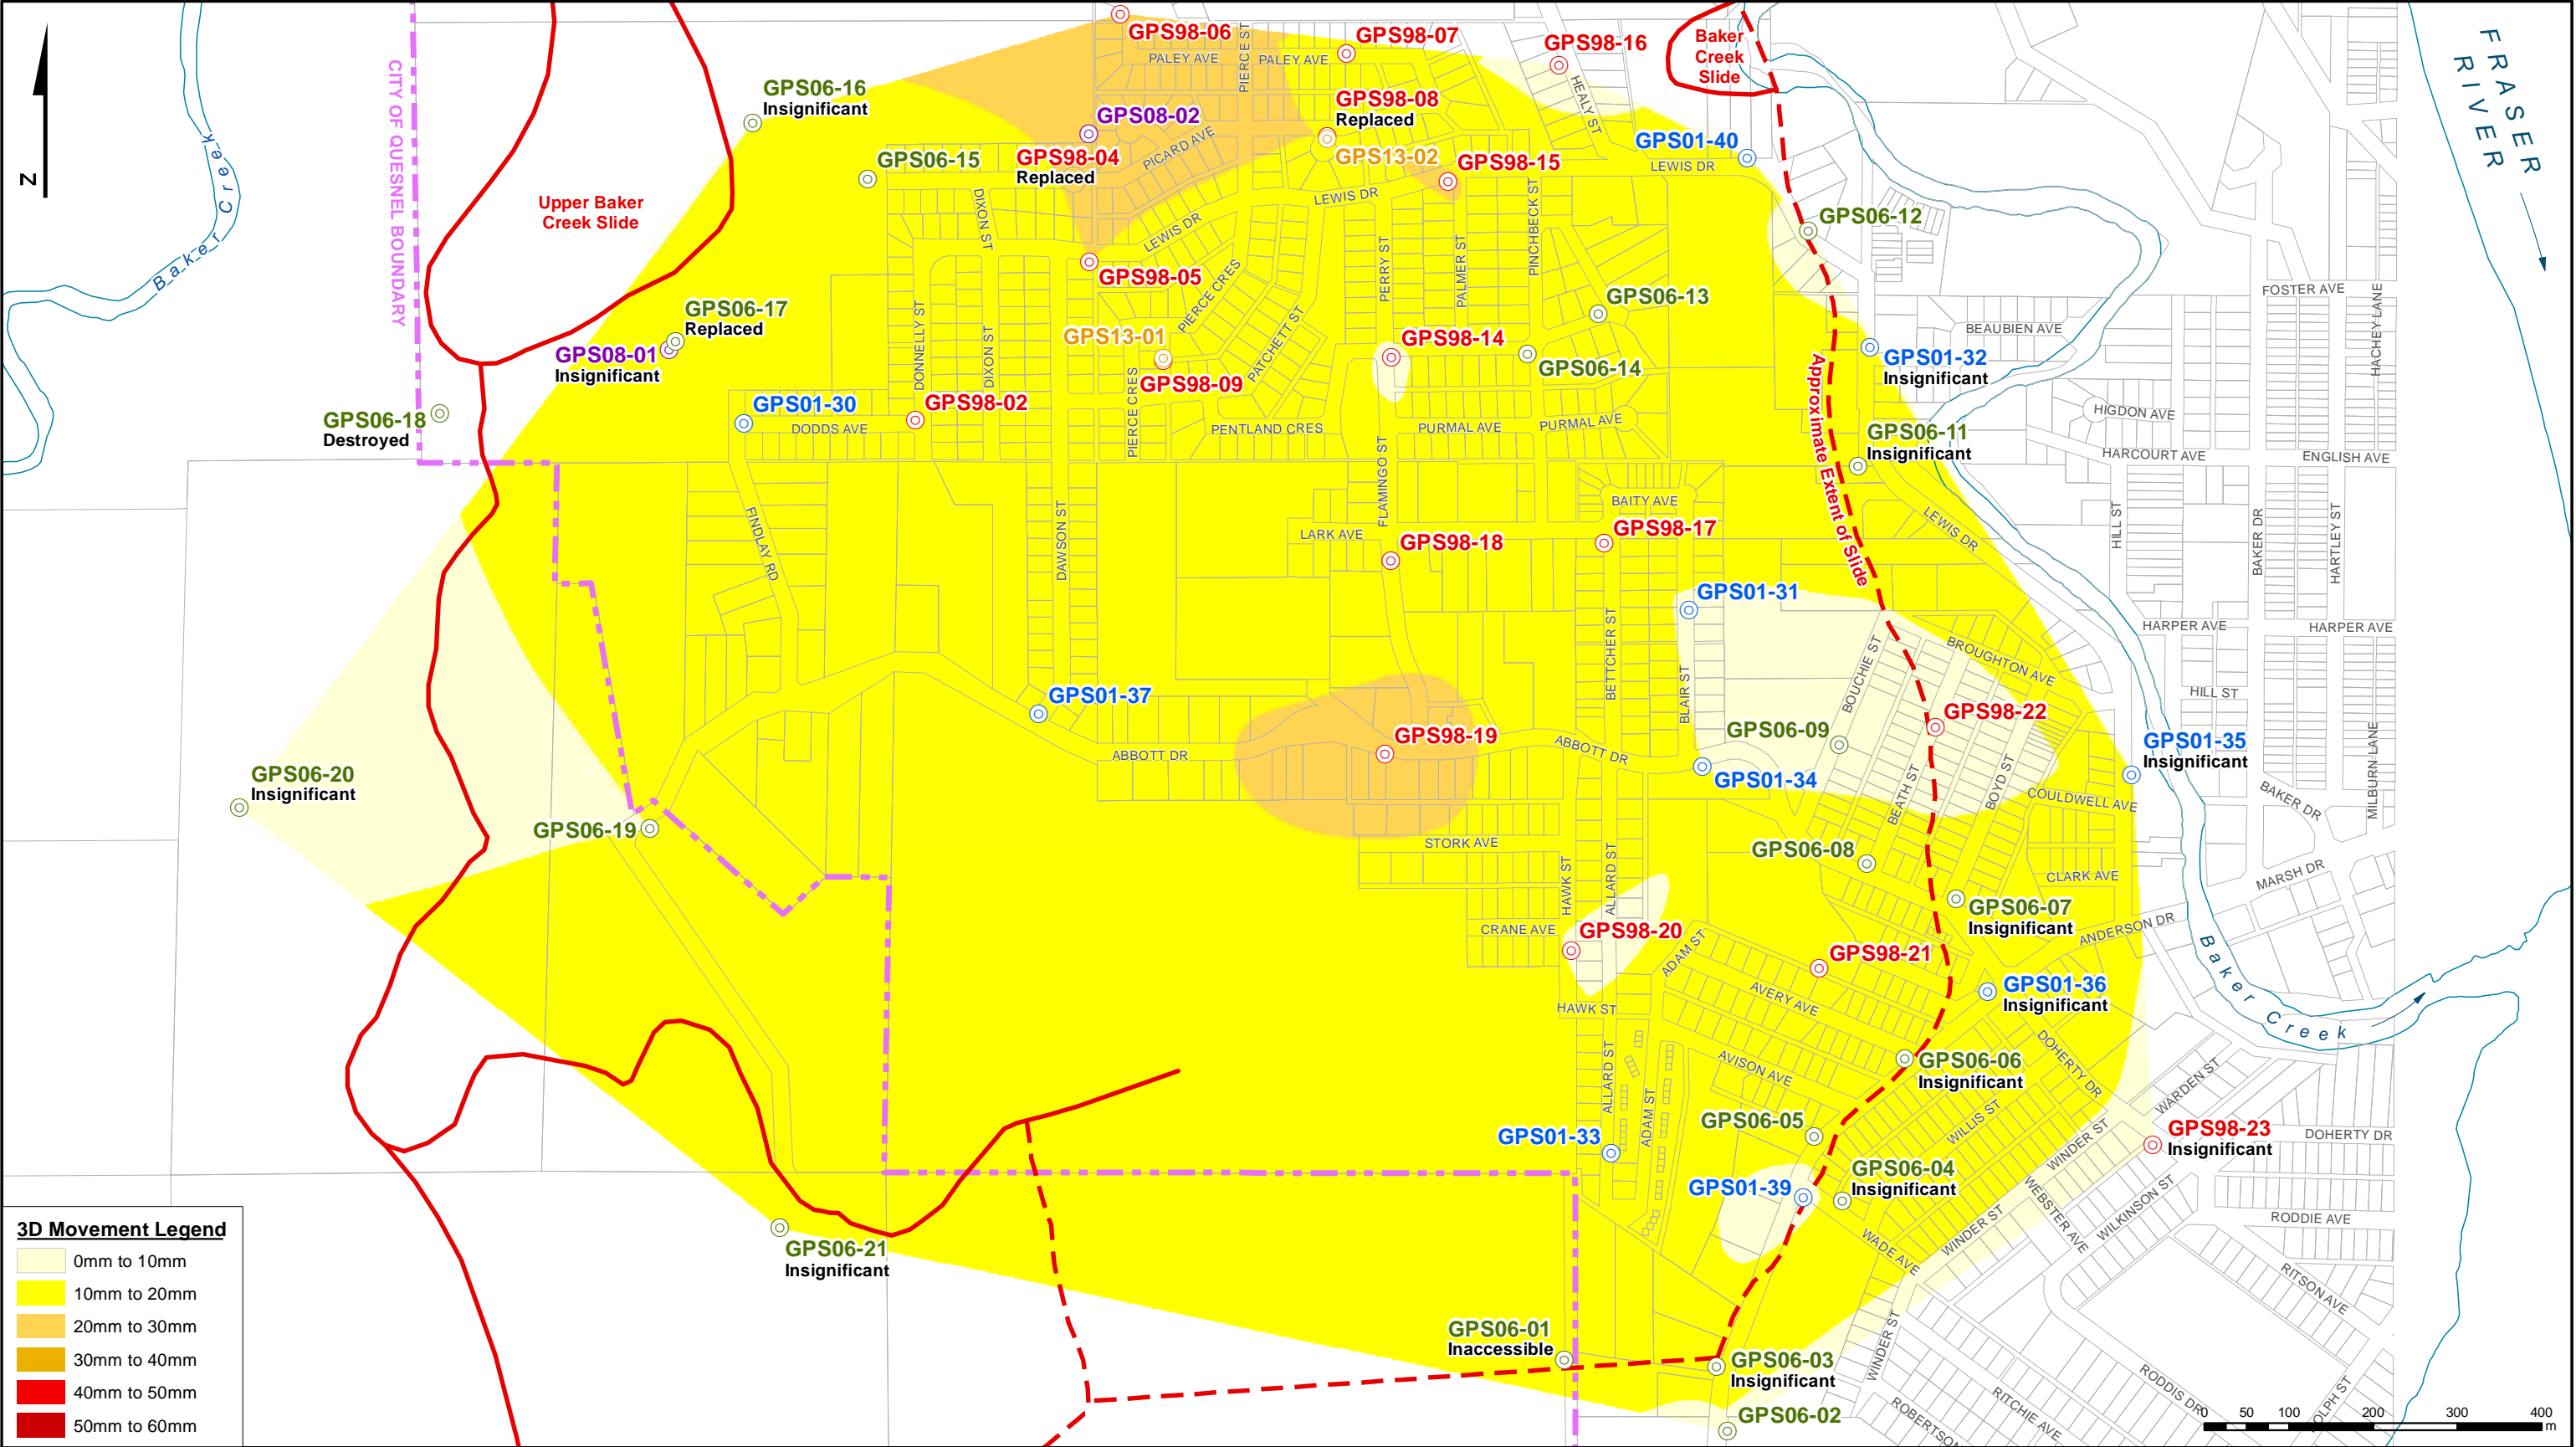 GPS98-06
PALEY AVE
PIERCE ST
PALEY AVE
GPS98-07
GPS98-16
HEALY ST
Baker
Creek
Slide
FRASER
RIVER
N
CITY OF QUESNEL BOUNDARY
Baker Creek
Upper Baker
Creek Slide
GPS06-16
Insignificant
GPS06-15
GPS08-02
GPS98-04
Replaced
PICARD AVE
GPS98-08
Replaced
GPS13-02
GPS98-15
GPS01-40
LEWIS DR
LEWIS DR
LEWIS DR
DIXON ST
PINCHBECK ST
GPS06-12
GPS98-05
PIERCE CRES
PERRY ST
PALMER ST
GPS06-13
FOSTER AVE
HACHEY LANE
BEAUBIEN AVE
GPS06-17
Replaced
GPS08-01
Insignificant
DONNELLY ST
DIXON ST
GPS13-01
GPS98-09
PATCHETT ST
GPS98-14
GPS06-14
Approximate Extent of Slide
GPS01-32
Insignificant
GPS06-18
Destroyed
GPS01-30
DODDS AVE
GPS98-02
PIERCE CRES
PENTLAND CRES
PURMAL AVE
PURMAL AVE
HIGDON AVE
GPS06-11
Insignificant
HARCOURT AVE
ENGLISH AVE
FINDLAY RD
DAWSON ST
FLAMINGO ST
LARK AVE
BAITY AVE
GPS98-18
GPS98-17
LEWIS DR
HILL ST
BAKER DR
HARTLEY ST
GPS01-31
BETTCHER ST
BLAIR ST
BOUCHIE ST
BROUGHTON AVE
HARPER AVE
HARPER AVE
HILL ST
GPS01-37
ABBOTT DR
GPS98-19
ABBOTT DR
GPS01-34
GPS06-09
GPS98-22
GPS01-35
Insignificant
MILBURN LANE
BEATH ST
BOYD ST
COULDWELL AVE
BAKER DR
GPS06-20
Insignificant
GPS06-19
STORK AVE
GPS06-08
CLARK AVE
MARSH DR
HAWK ST
ALLARD ST
GPS06-07
Insignificant
ANDERSON DR
CRANE AVE
GPS98-20
ADAM ST
GPS98-21
AVERY AVE
GPS01-36
Insignificant
Baker Creek
HAWK ST
ALLARD ST
ADAM ST
AVISON AVE
GPS06-06
Insignificant
DOHERTY DR
WARDEN ST
GPS06-05
WILLIS ST
WINDER ST
GPS98-23
Insignificant
DOHERTY DR
GPS01-33
GPS01-39
GPS06-04
Insignificant
WADE AVE
WINDER ST
WEBSTER AVE
WILKINSON ST
RODDIE AVE
RITSON AVE
GPS06-21
Insignificant
GPS06-01
Inaccessible
GPS06-03
Insignificant
GPS06-02
WINDER ST
ROBERTSON
RITCHIE AVE
RODDIS DR
OLPH ST
3D Movement Legend
0mm to 10mm
10mm to 20mm
20mm to 30mm
30mm to 40mm
40mm to 50mm
50mm to 60mm
0 50 100 200 300 400
m